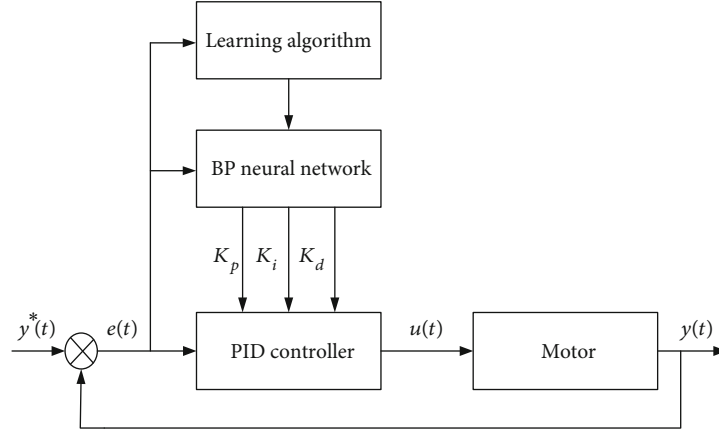 Learning algorithm
BP neural network
K_p K_i K_d
y*(t) e(t) u(t) y(t)
PID controller
Motor